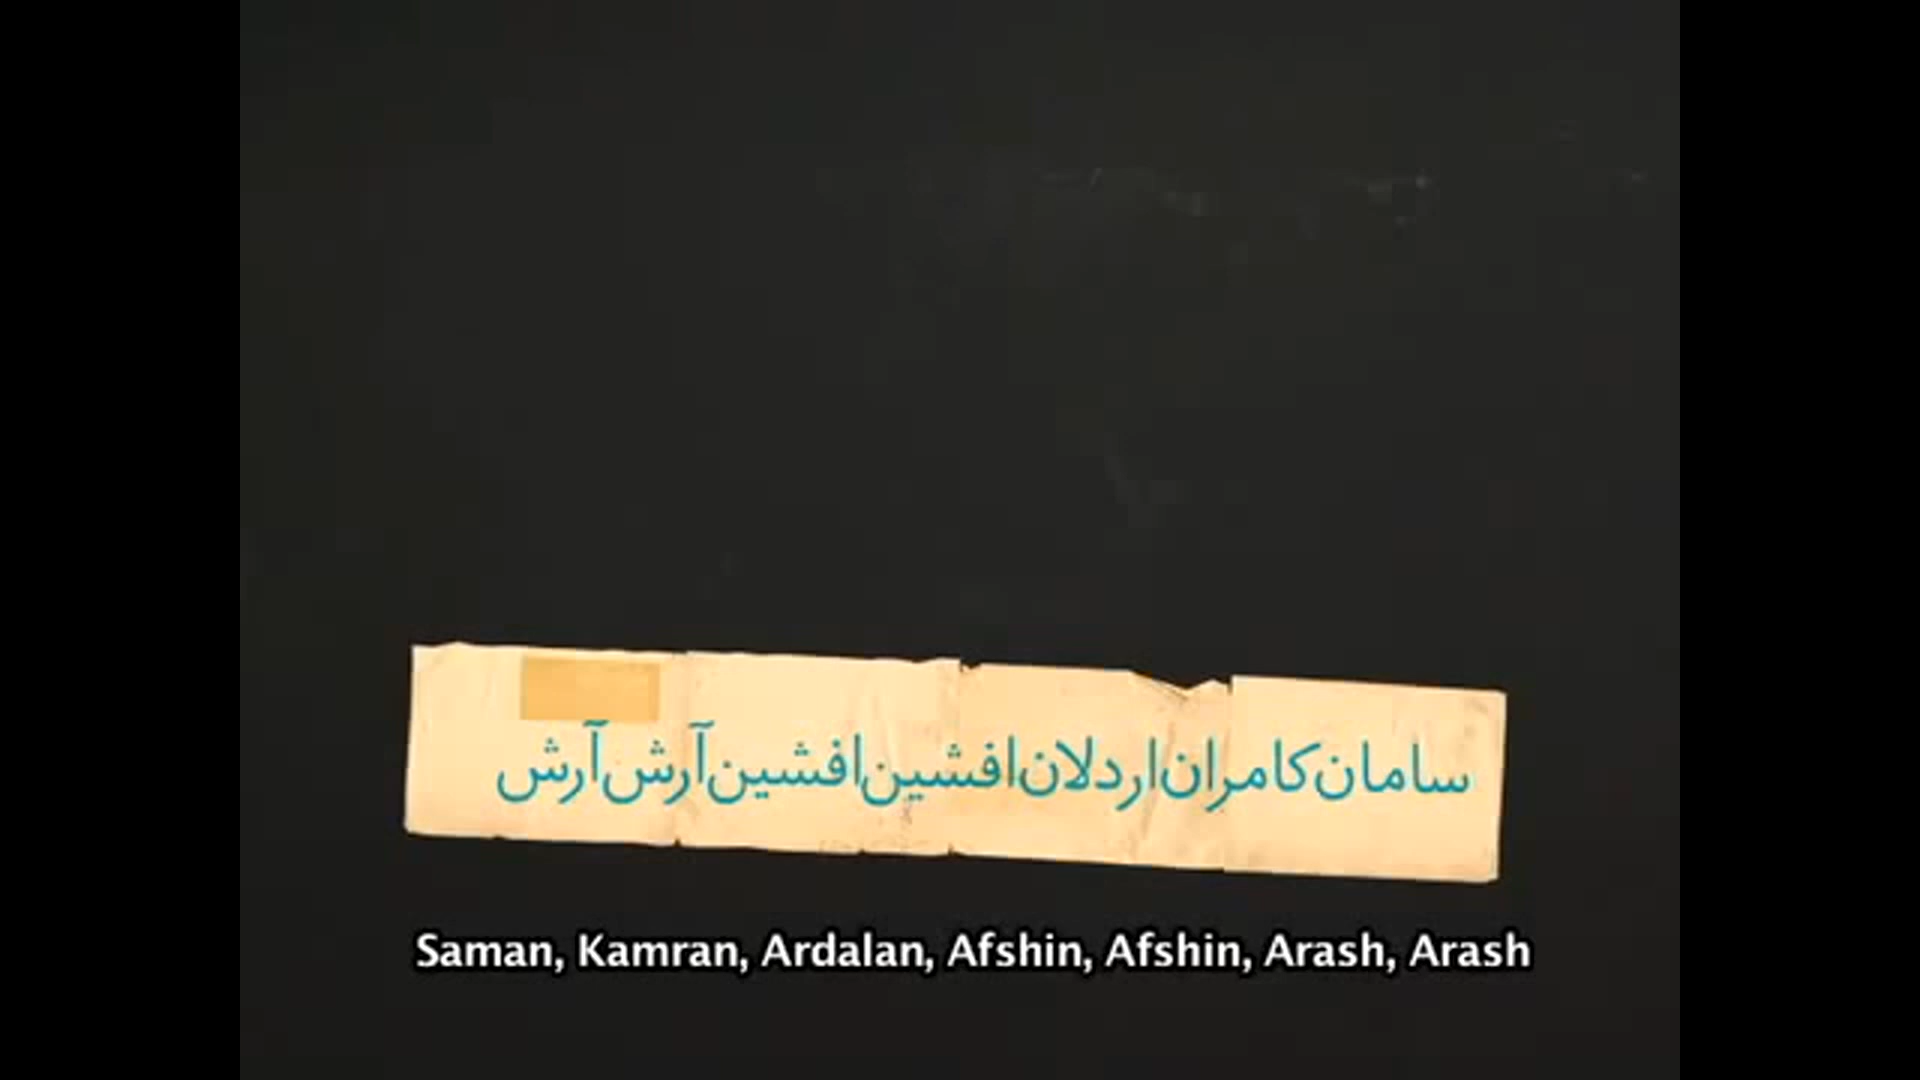 سامان کامران اردلان افشین افشین آرش آرش
Saman, Kamran, Ardalan, Afshin, Afshin, Arash, Arash